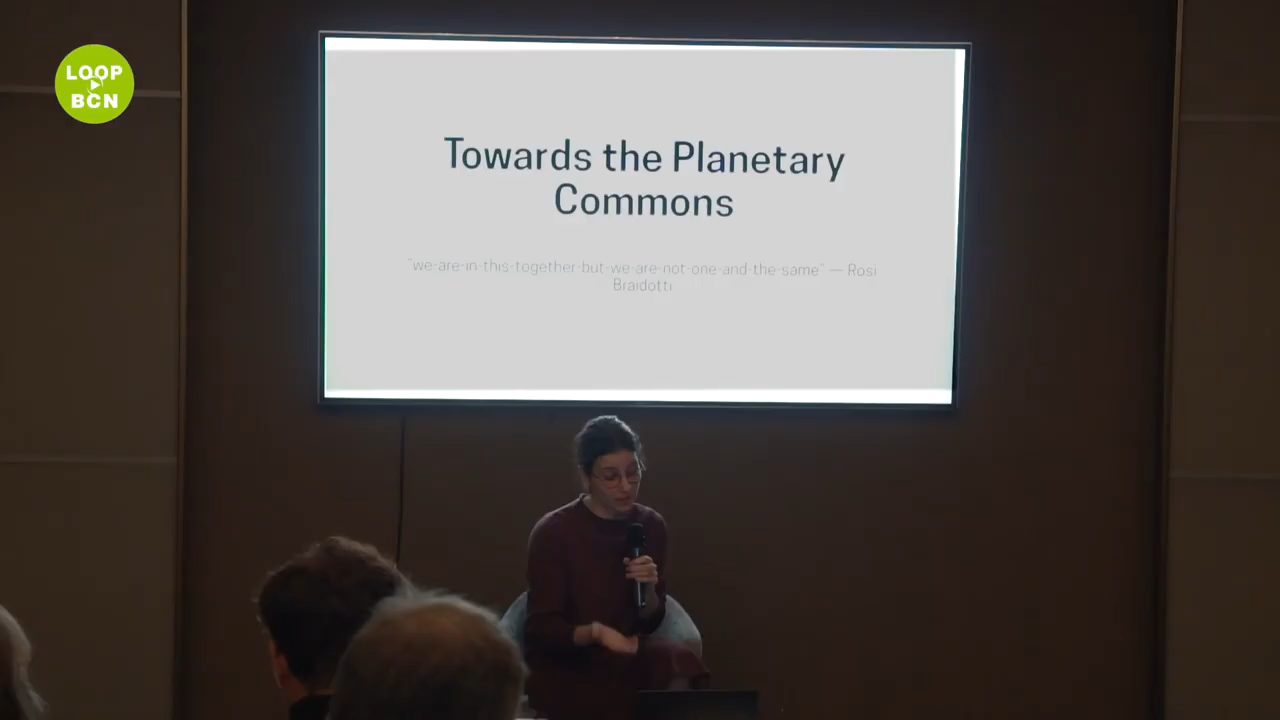 LOOP
BCN
Towards the Planetary
Commons
"we-are-in-this-together-but-we-are-not-one-and-the-same" — Rosi
Braidotti